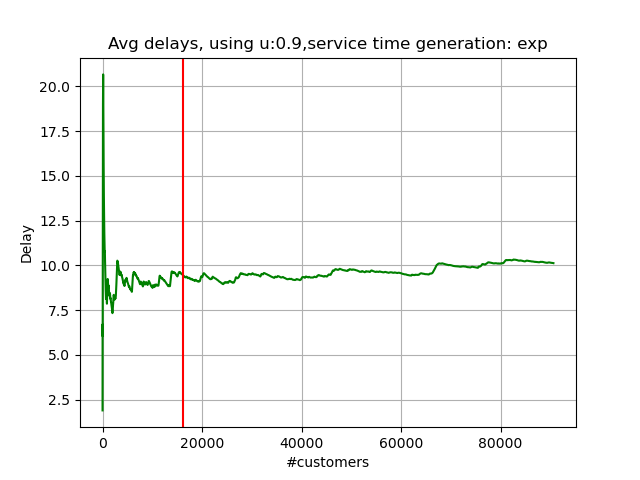 Avg delays, using u:0.9,service time generation: exp
20.0
17.5
15.0
12.5
10.0
7.5
5.0
2.5
Delay
0 20000 40000 60000 80000
#customers